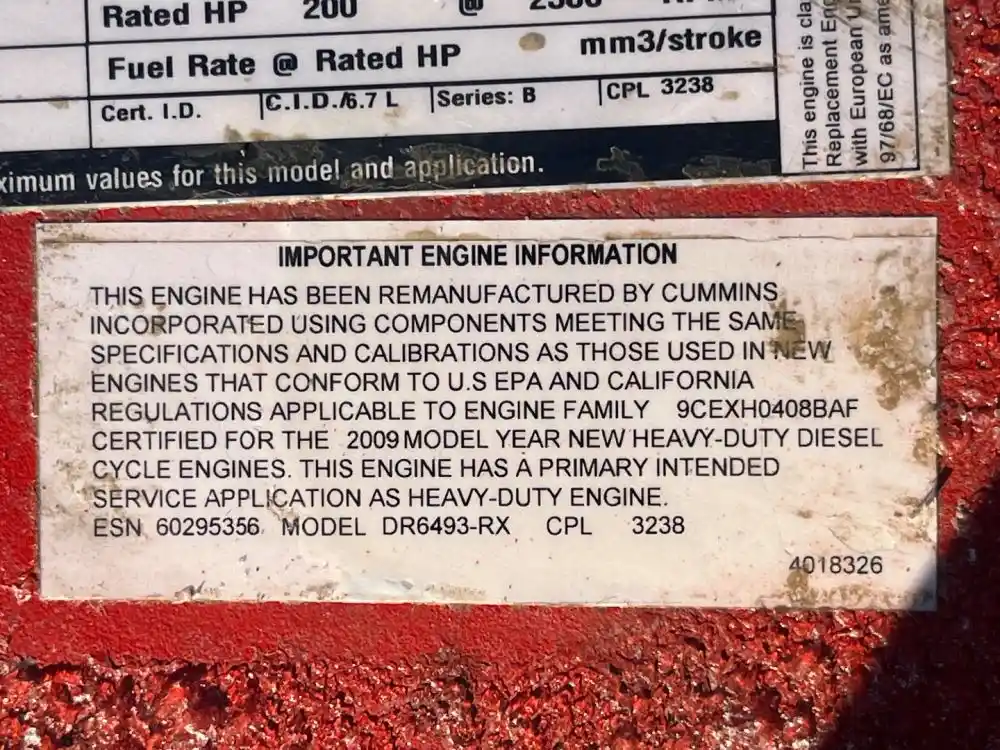 Rated HP 200 @
Fuel Rate @ Rated HP mm3/stroke
Cert. I.D. C.I.D./6.7 L Series: B CPL 3238
ximum values for this model and application.
This engine is cla
Replacement Eng
with European Un
97/68/EC as ame
IMPORTANT ENGINE INFORMATION
THIS ENGINE HAS BEEN REMANUFACTURED BY CUMMINS
INCORPORATED USING COMPONENTS MEETING THE SAME
SPECIFICATIONS AND CALIBRATIONS AS THOSE USED IN NEW
ENGINES THAT CONFORM TO U.S EPA AND CALIFORNIA
REGULATIONS APPLICABLE TO ENGINE FAMILY 9CEXH0408BAF
CERTIFIED FOR THE 2009 MODEL YEAR NEW HEAVY-DUTY DIESEL
CYCLE ENGINES. THIS ENGINE HAS A PRIMARY INTENDED
SERVICE APPLICATION AS HEAVY-DUTY ENGINE.
ESN 60295356 MODEL DR6493-RX CPL 3238
4018326